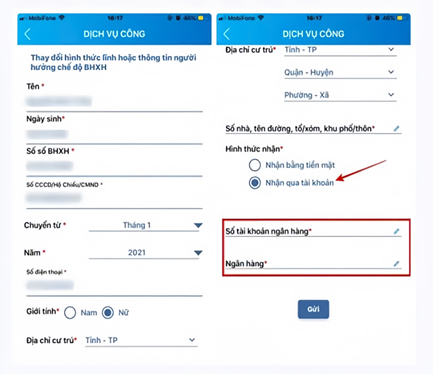 MobiFone 16:17 46%
DỊCH VỤ CÔNG
Thay đổi hình thức lĩnh hoặc thông tin người
hưởng chế độ BHXH
Tên *
Ngày sinh*
Số sổ BHXH *
Số CCCD/Hộ Chiếu/CMND *
Chuyển từ * Tháng 1
Năm * 2021
Số điện thoại *
Giới tính* Nam Nữ
Địa chỉ cư trú* Tỉnh - TP
MobiFone 16:17 46%
DỊCH VỤ CÔNG
Địa chỉ cư trú* Tỉnh - TP
Quận - Huyện
Phường - Xã
Số nhà, tên đường, tổ/xóm, khu phố/thôn*
Hình thức nhận*
Nhận bằng tiền mặt
Nhận qua tài khoản
Số tài khoản ngân hàng*
Ngân hàng*
Gửi